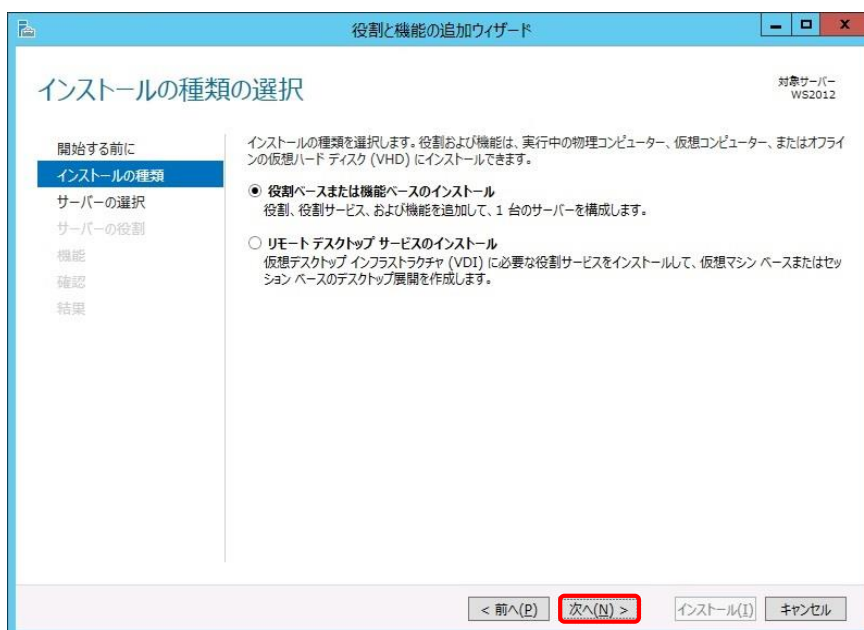 役割と機能の追加ウィザード
インストールの種類の選択
対象サーバー
WS2012
開始する前に
インストールの種類
サーバーの選択
サーバーの役割
機能
確認
結果
インストールの種類を選択します。役割および機能は、実行中の物理コンピューター、仮想コンピューター、またはオフライ
ンの仮想ハード ディスク (VHD) にインストールできます。
役割ベースまたは機能ベースのインストール
役割、役割サービス、および機能を追加して、1 台のサーバーを構成します。
リモート デスクトップ サービスのインストール
仮想デスクトップ インフラストラクチャ (VDI) に必要な役割サービスをインストールして、仮想マシン ベースまたはセッ
ション ベースのデスクトップ展開を作成します。
< 前へ(P) 次へ(N) > インストール(I) キャンセル